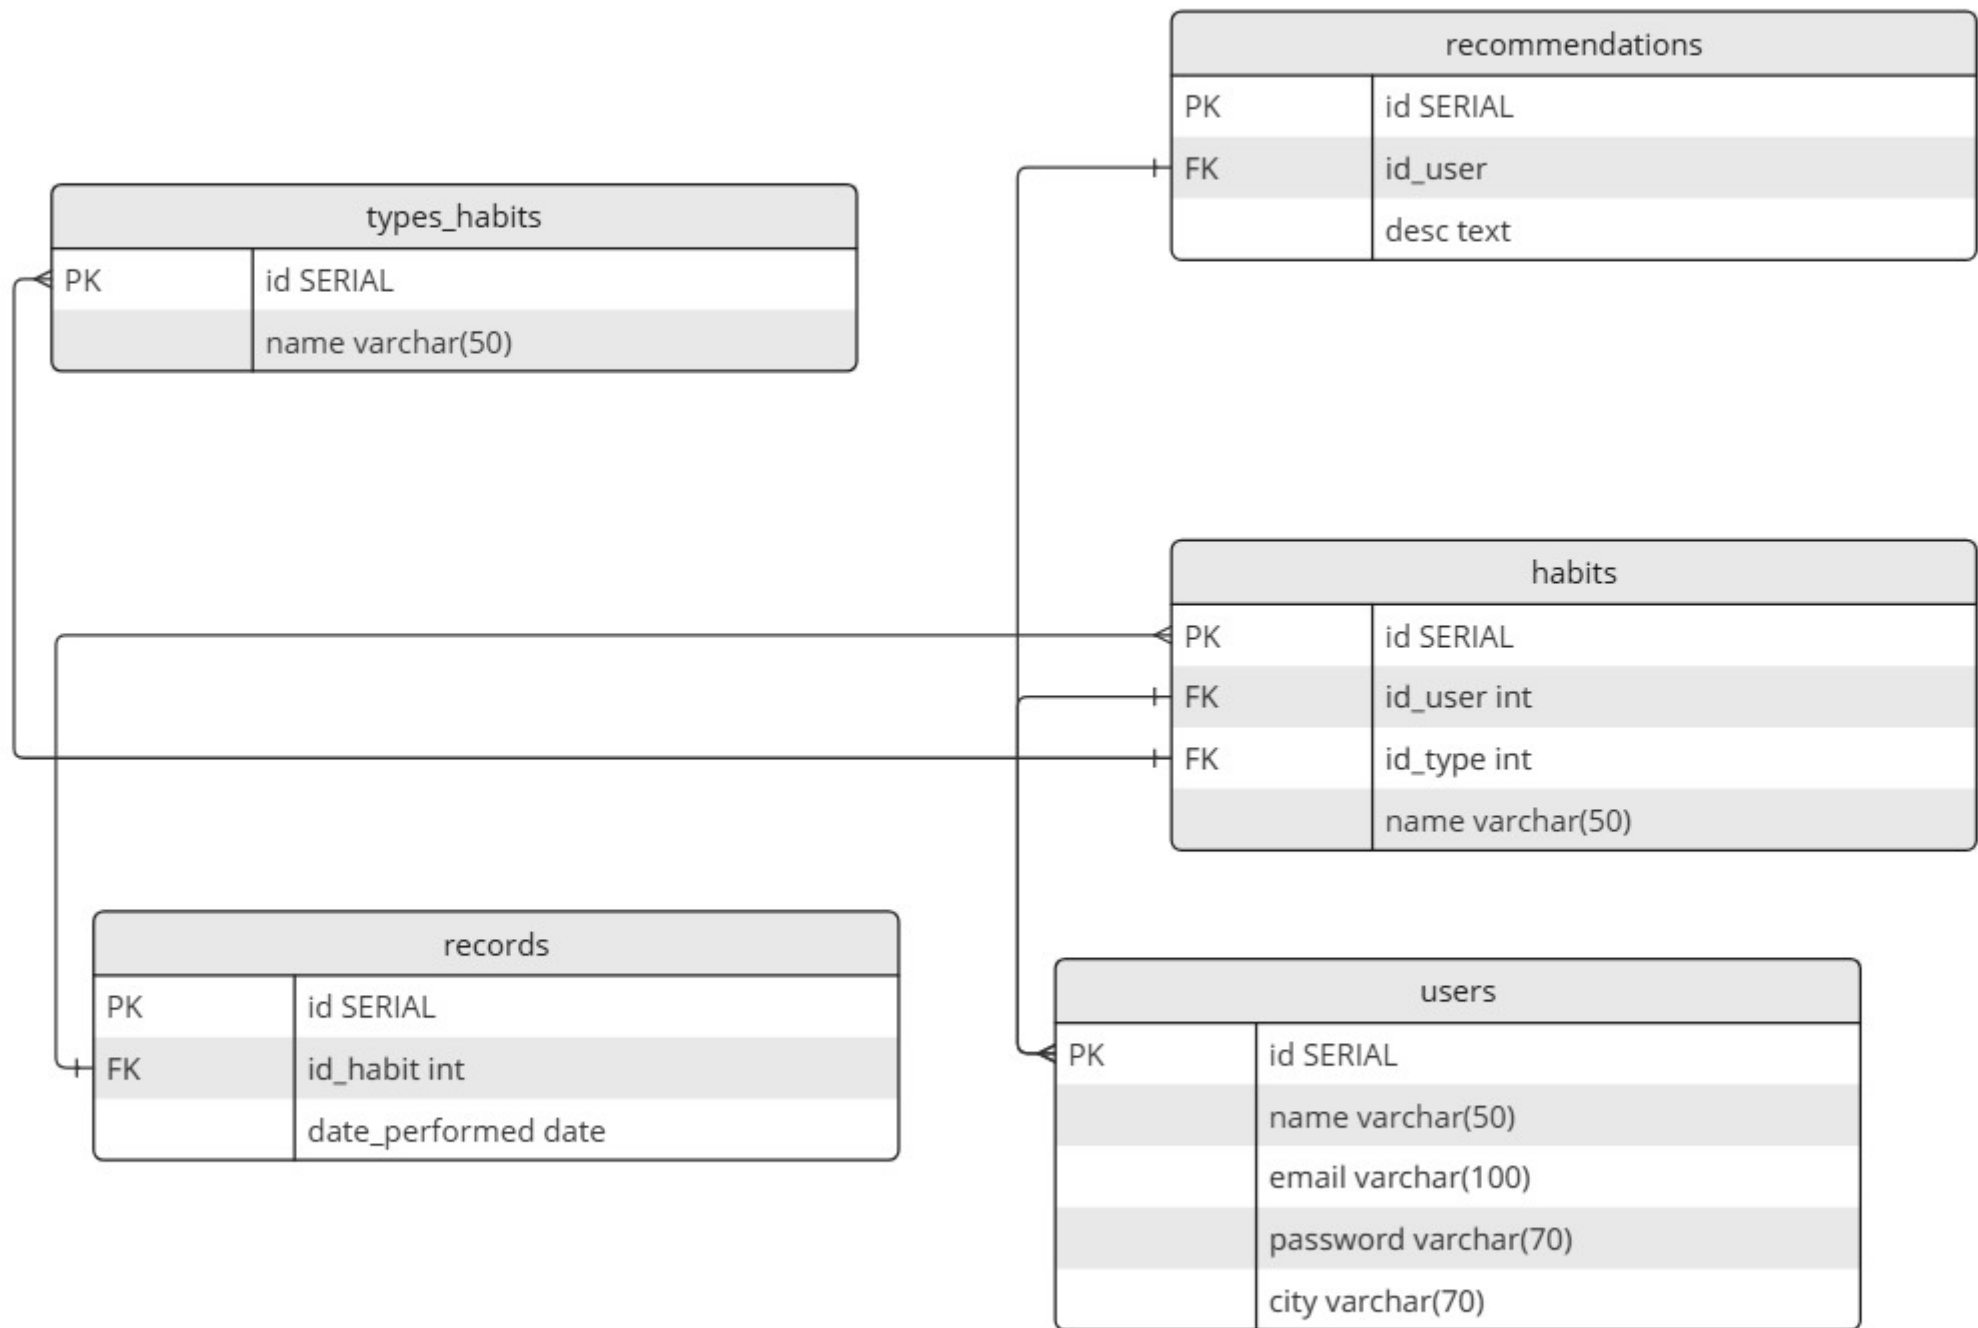 recommendations
PK id SERIAL
FK id_user
desc text
types_habits
PK id SERIAL
name varchar(50)
habits
PK id SERIAL
FK id_user int
FK id_type int
name varchar(50)
records
PK id SERIAL
FK id_habit int
date_performed date
users
PK id SERIAL
name varchar(50)
email varchar(100)
password varchar(70)
city varchar(70)